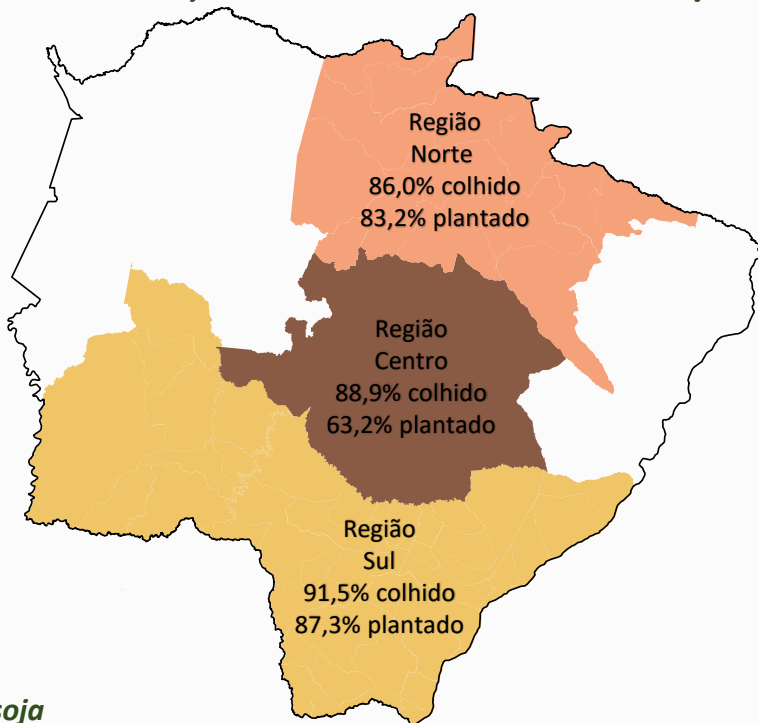 Região
Norte
86,0% colhido
83,2% plantado
Região
Centro
88,9% colhido
63,2% plantado
Região
Sul
91,5% colhido
87,3% plantado
soja